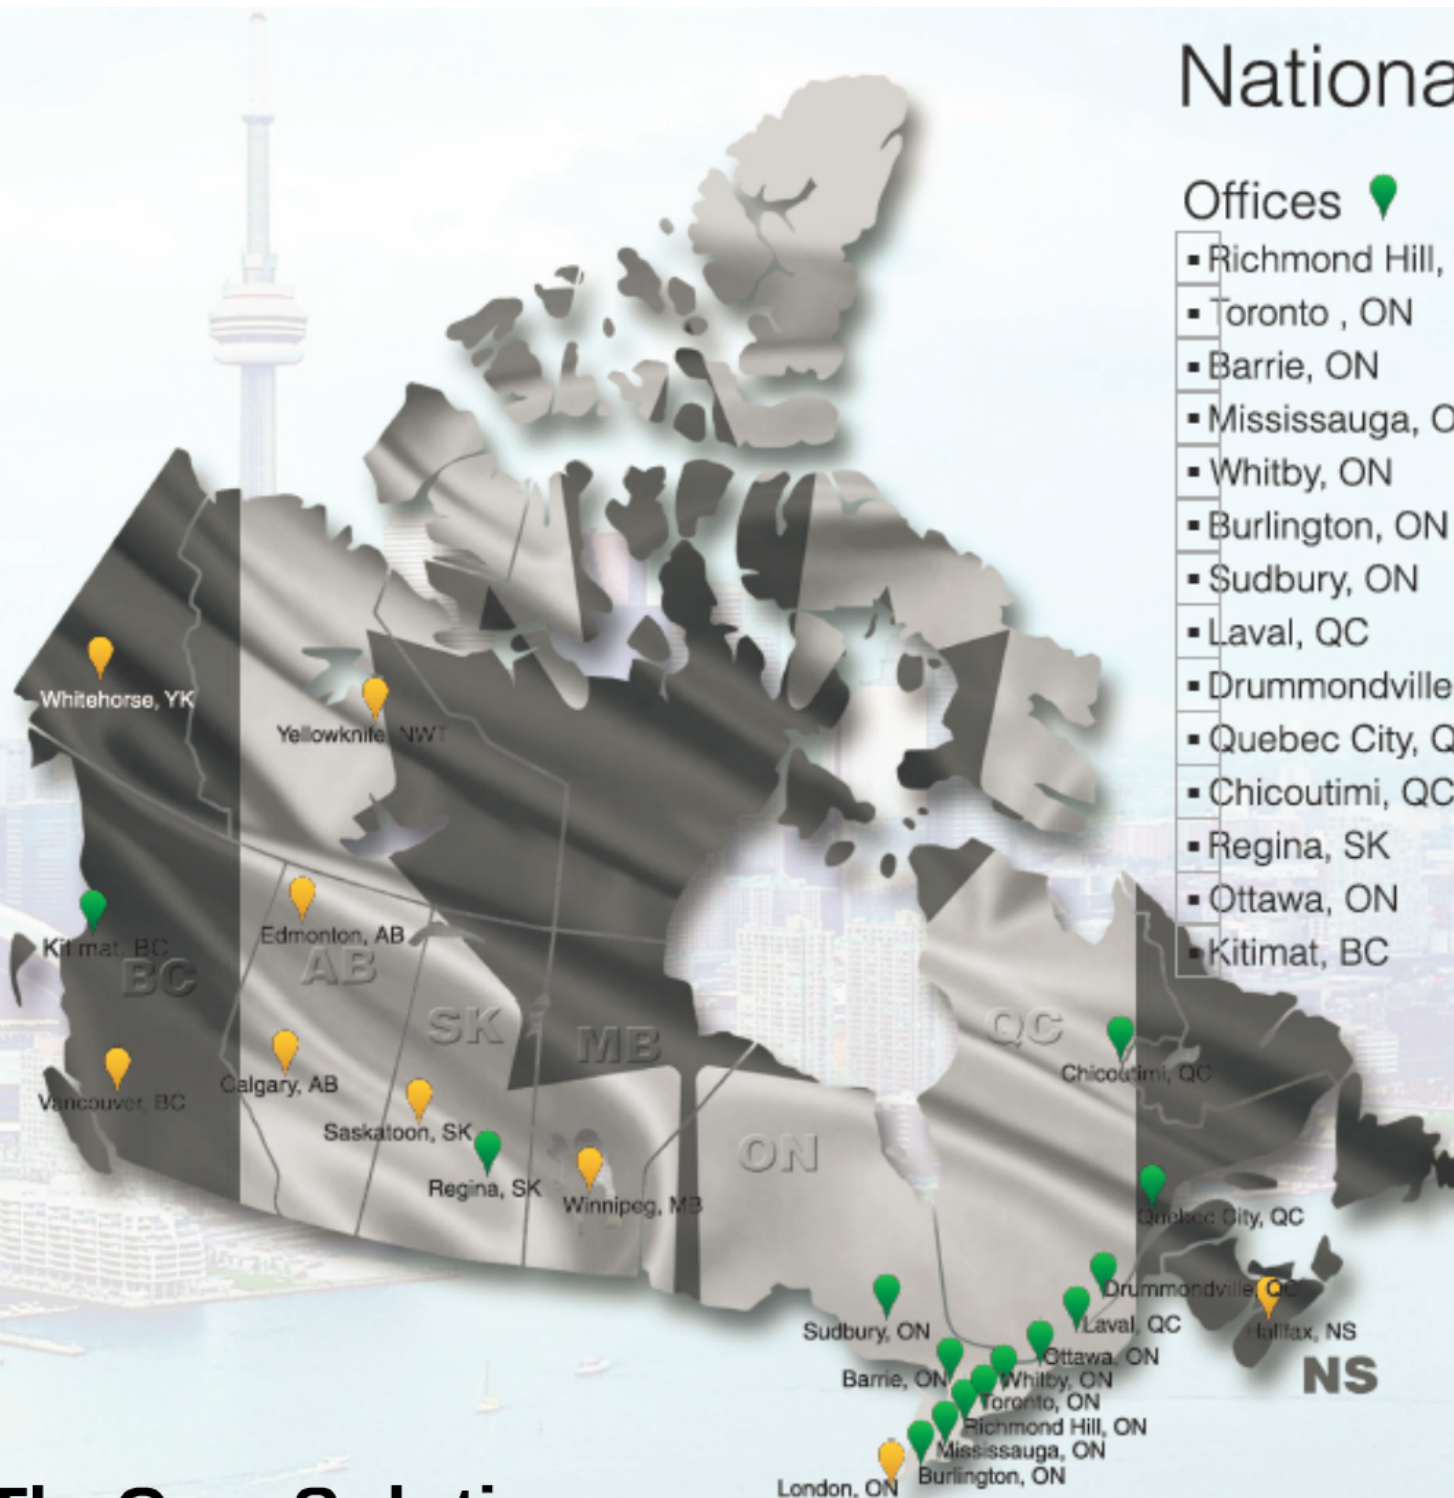 Nationa
Offices
▪ Richmond Hill,
▪ Toronto , ON
▪ Barrie, ON
▪ Mississauga, O
▪ Whitby, ON
▪ Burlington, ON
▪ Sudbury, ON
▪ Laval, QC
▪ Drummondville
▪ Quebec City, Q
▪ Chicoutimi, QC
▪ Regina, SK
▪ Ottawa, ON
▪ Kitimat, BC
Whitehorse, YK
Yellowknife, NWT
Kitimat, BC
Edmonton, AB
BC
AB
SK
MB
QC
ON
NS
Vancouver, BC
Calgary, AB
Saskatoon, SK
Regina, SK
Winnipeg, MB
Chicoutimi, QC
Quebec City, QC
Drummondville, QC
Halifax, NS
Laval, QC
Sudbury, ON
Ottawa, ON
Barrie, ON
Whitby, ON
Toronto, ON
Richmond Hill, ON
Mississauga, ON
Burlington, ON
London, ON